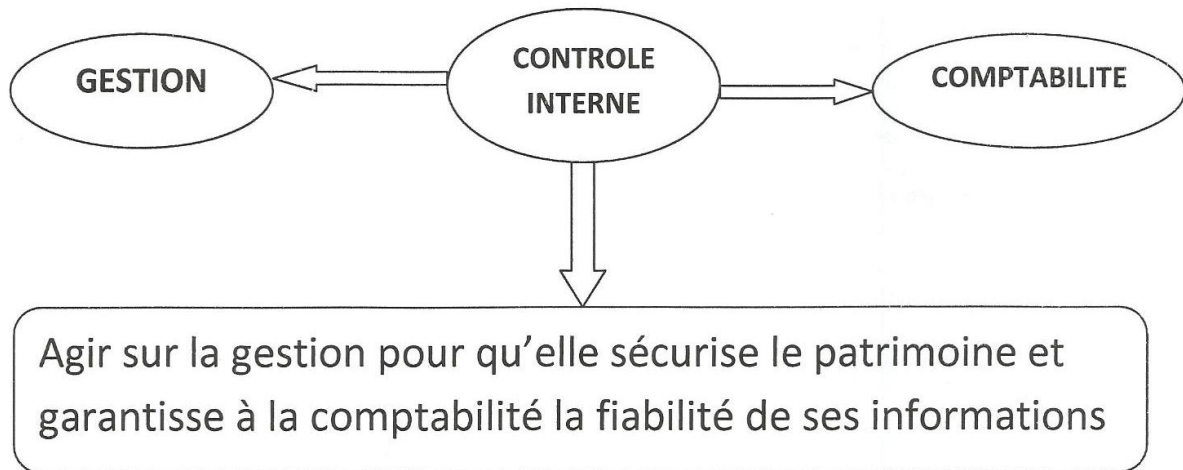 GESTION
CONTROLE
INTERNE
COMPTABILITE
Agir sur la gestion pour qu'elle sécurise le patrimoine et
garantisse à la comptabilité la fiabilité de ses informations